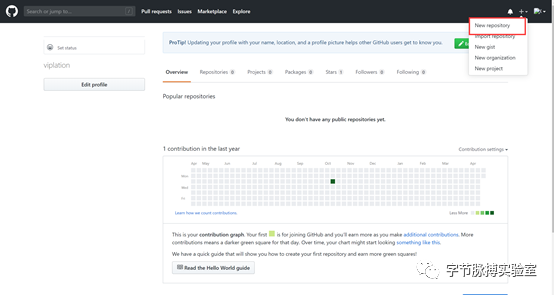 Search or jump to...
Pull requests Issues Marketplace Explore
New repository
Import repository
New gist
New organization
New project
Set status
ProTip! Updating your profile with your name, location, and a profile picture helps other GitHub users get to know you.
viplation
Edit profile
Overview Repositories 0 Projects 0 Packages 0 Stars 1 Followers 0 Following 0
Popular repositories
You don't have any public repositories yet.
1 contribution in the last year
Contribution settings
Apr May Jun Jul Aug Sep Oct Nov Dec Jan Feb Mar Apr
Mon
Wed
Fri
Learn how we count contributions.
Less More
This is your contribution graph. Your first is for joining GitHub and you'll earn more as you make additional contributions. More
contributions means a darker green square for that day. Over time, your chart might start looking something like this.
We have a quick guide that will show you how to create your first repository and earn more green squares!
Read the Hello World guide
字节脉搏实验室